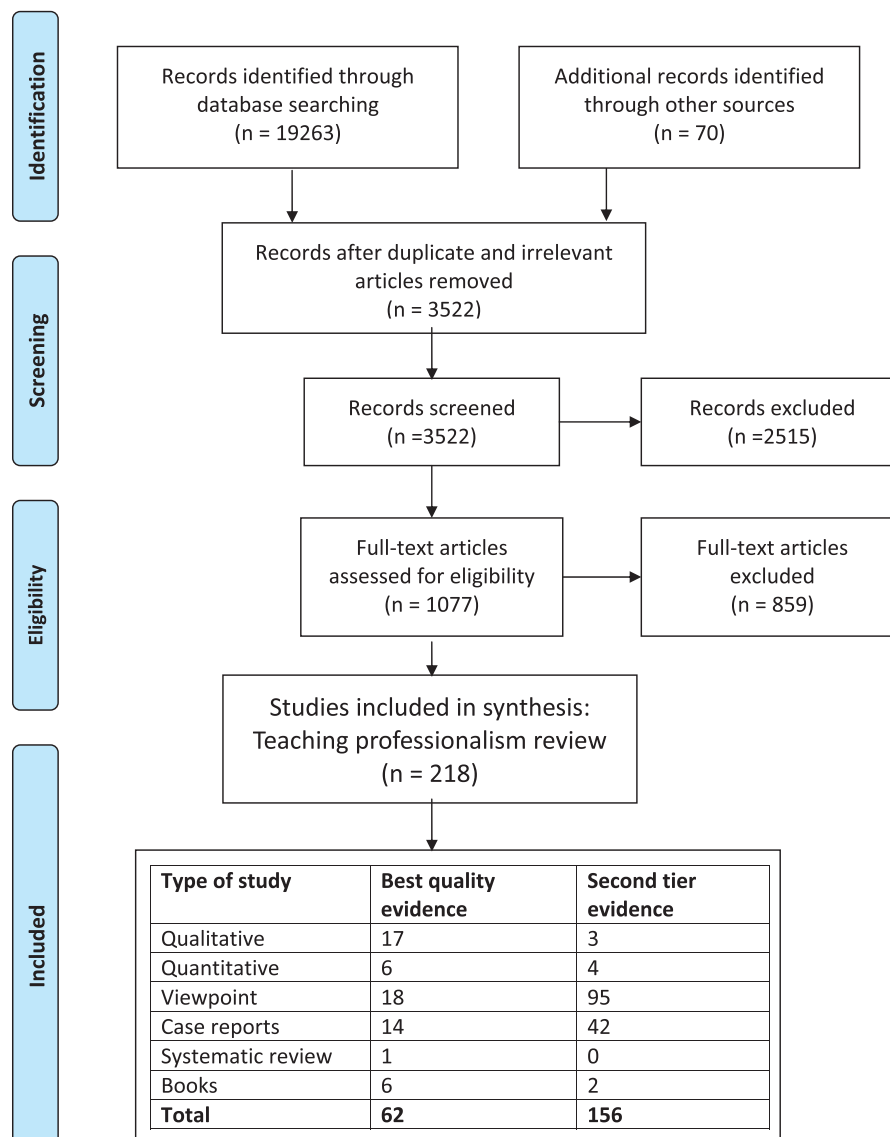 Identification
Records identified through
database searching
(n = 19263)
Additional records identified
through other sources
(n = 70)
Records after duplicate and irrelevant
articles removed
(n = 3522)
Screening
Records screened
(n =3522)
Records excluded
(n =2515)
Eligibility
Full-text articles
assessed for eligibility
(n = 1077)
Full-text articles
excluded
(n = 859)
Studies included in synthesis:
Teaching professionalism review
(n = 218)
Included
Type of study Best quality Second tier
evidence evidence
Qualitative 17 3
Quantitative 6 4
Viewpoint 18 95
Case reports 14 42
Systematic review 1 0
Books 6 2
Total 62 156